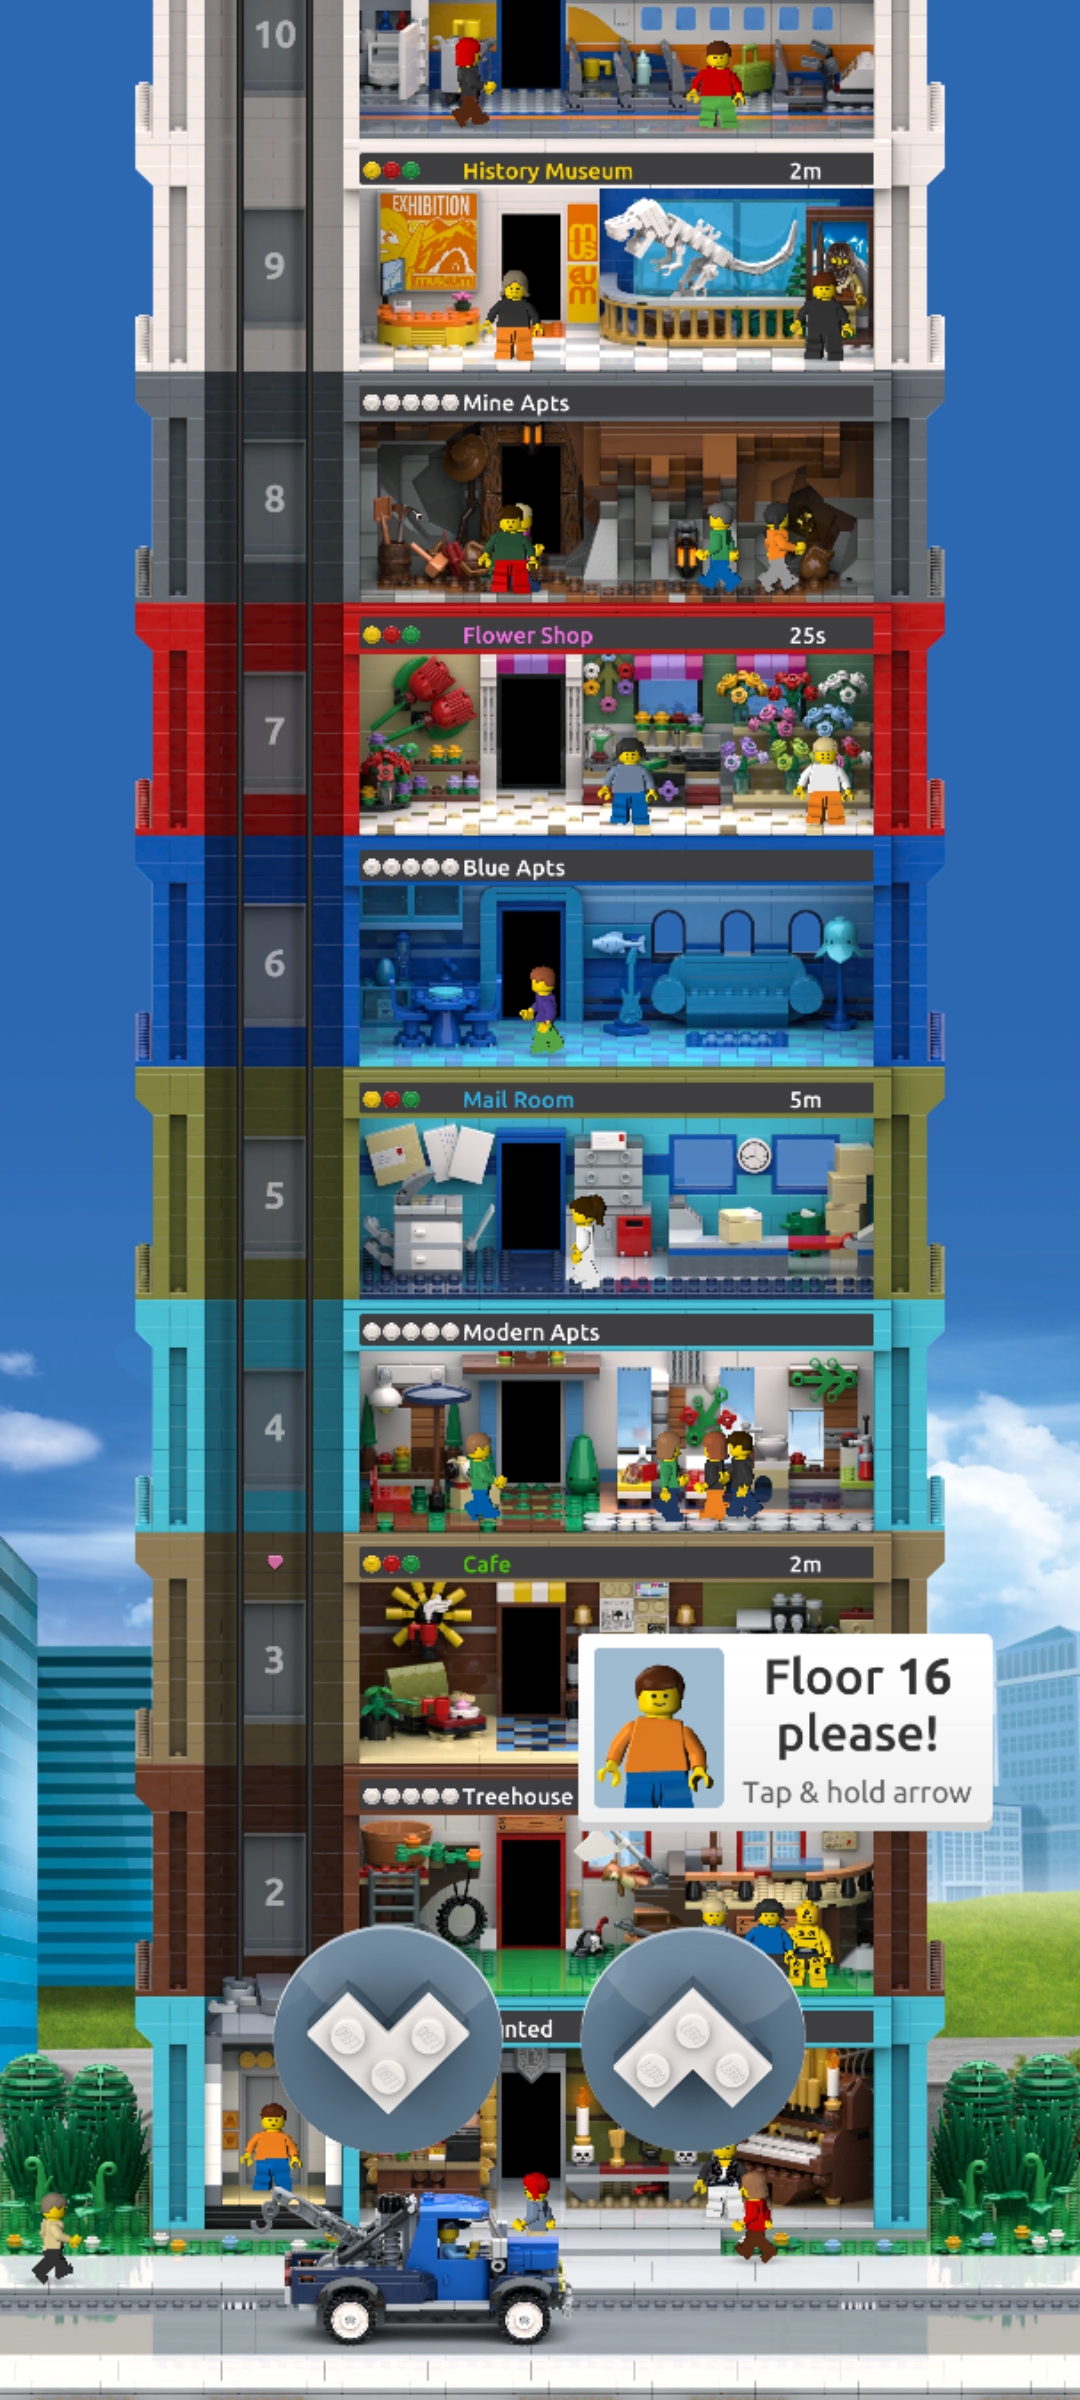 10
History Museum 2m
EXHIBITION
museum
9
Mine Apts
8
Flower Shop 25s
7
Blue Apts
6
Mail Room 5m
5
Modern Apts
4
Cafe 2m
3
Floor 16
please!
Tap & hold arrow
Treehouse
2
nted